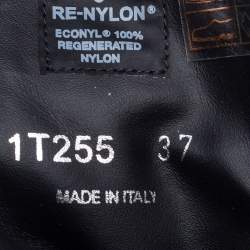 RE-NYLON®
ECONYL® 100%
REGENERATED
NYLON
1T255 37
MADE IN ITALY